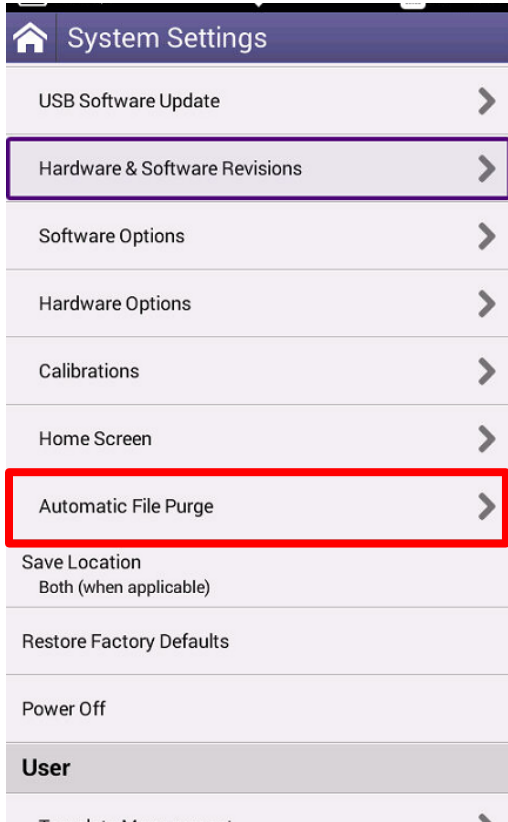 System Settings
USB Software Update
Hardware & Software Revisions
Software Options
Hardware Options
Calibrations
Home Screen
Automatic File Purge
Save Location
Both (when applicable)
Restore Factory Defaults
Power Off
User